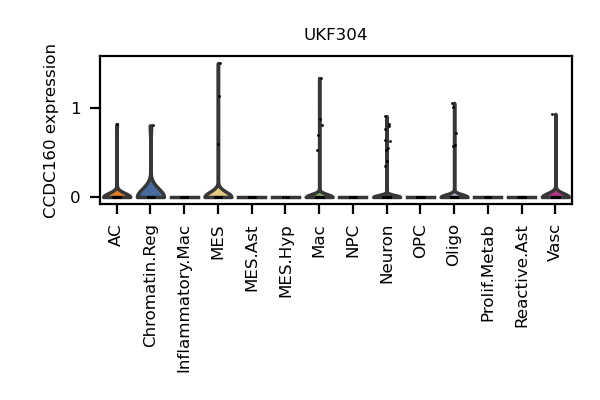 UKF304
CCDC160 expression
1
0
AC
Chromatin.Reg
Inflammatory.Mac
MES
MES.Ast
MES.Hyp
Mac
NPC
Neuron
OPC
Oligo
Prolif.Metab
Reactive.Ast
Vasc